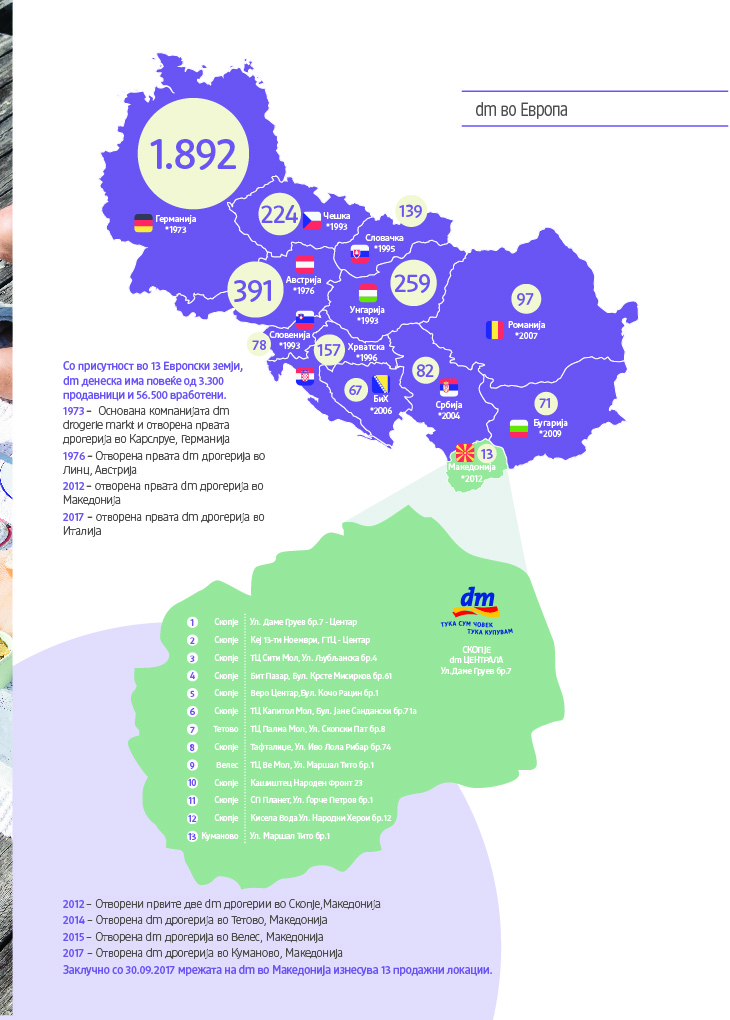 dm во Европа
1.892
Германија
*1973
224
Чешка
*1993
139
Словачка
*1995
Австрија
*1976
391
259
Унгарија
*1993
97
Романија
*2007
78
Словенија
*1993
157
Хрватска
*1996
67
БиХ
*2006
82
Србија
*2004
71
Бугарија
*2009
13
Македонија
*2012
Со присутност во 13 Европски земји,
dm денеска има повеќе од 3.300
продавници и 56.500 вработени.
1973 – Основана компанијата dm
drogerie markt и отворена првата
дрогерија во Карслруе, Германија
1976 – Отворена првата dm дрогерија во
Линц, Австрија
2012 – отворена првата dm дрогерија во
Македонија
2017 – отворена првата dm дрогерија во
Италија
dm
ТУКА СУМ ЧОВЕК
ТУКА КУПУВАМ
СКОПЈЕ
dm ЦЕНТРАЛА
Ул.Даме Груев бр.7
1 Скопје Ул. Даме Груев бр.7 - Центар
2 Скопје Кеј 13-ти Ноември, ГТЦ - Центар
3 Скопје ТЦ Сити Мол, Ул. Љубљанска бр.4
4 Скопје Бит Пазар, Бул. Крсте Мисирков бр.61
5 Скопје Веро Центар,Бул. Кочо Рацин бр.1
6 Скопје ТЦ Капитол Мол, Бул. Јане Сандански бр.71а
7 Тетово ТЦ Палма Мол, Ул. Скопски Пат бр.8
8 Скопје Тафталиџе, Ул. Иво Лола Рибар бр.74
9 Велес ТЦ Ве Мол, Ул. Маршал Тито бр.1
10 Скопје Кашиштец Народен Фронт 23
11 Скопје СП Планет, Ул. Горче Петров бр.1
12 Скопје Кисела Вода Ул. Народни Херои бр.12
13 Куманово Ул. Маршал Тито бр.1
2012 – Отворени првите две dm дрогерии во Скопје,Македонија
2014 – Отворена dm дрогерија во Тетово, Македонија
2015 – Отворена dm дрогерија во Велес, Македонија
2017 – Отворена dm дрогерија во Куманово, Македонија
Заклучно со 30.09.2017 мрежата на dm во Македонија изнесува 13 продажни локации.